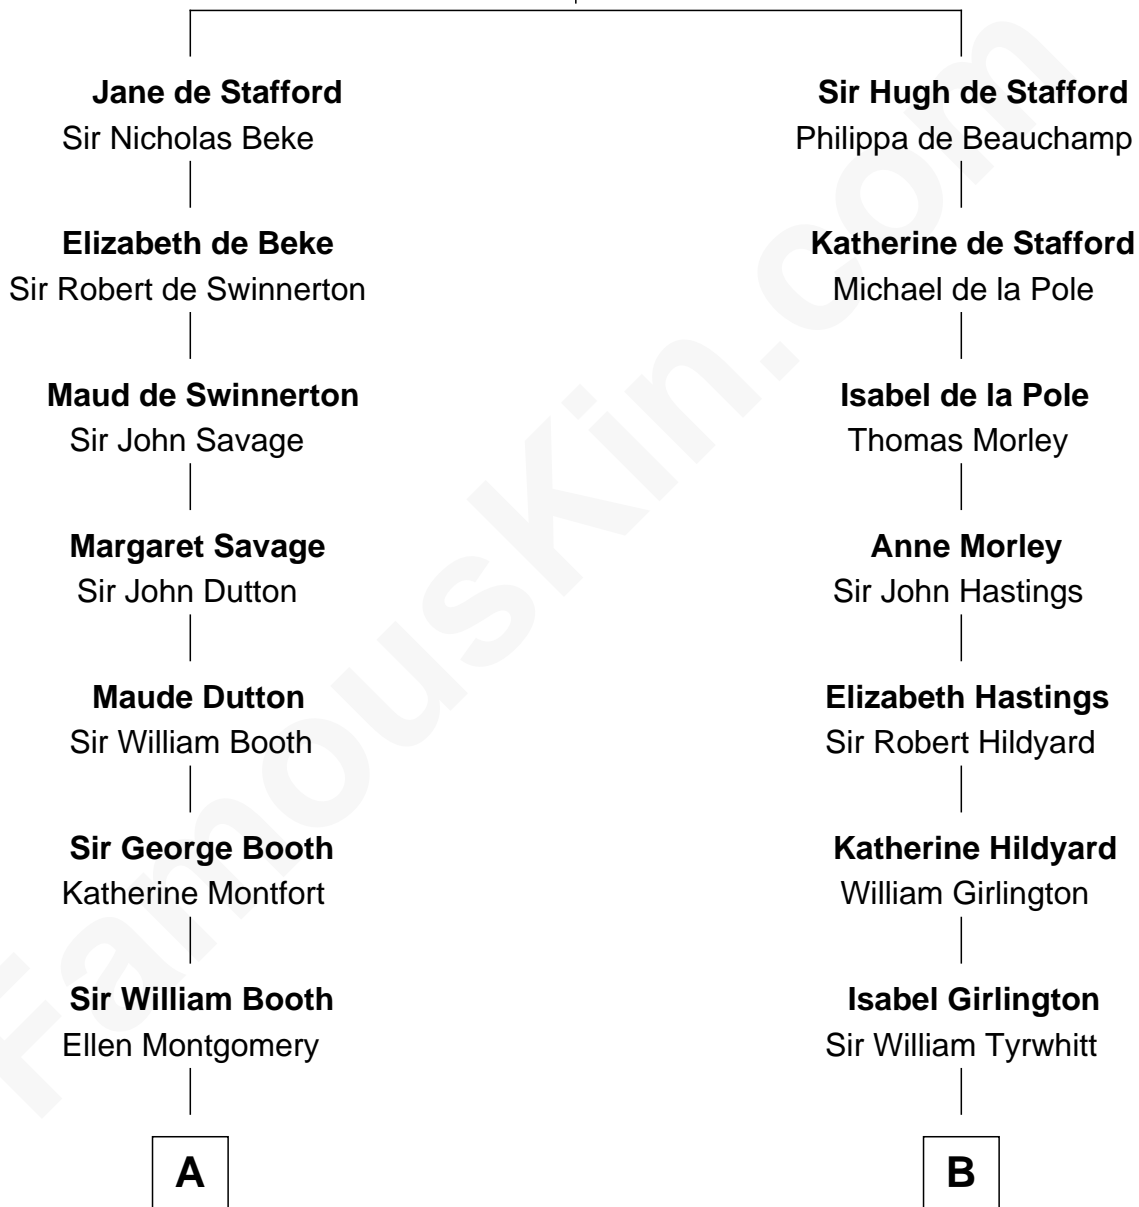 Jane de Stafford
Sir Nicholas Beke
Elizabeth de Beke
Sir Robert de Swinnerton
Maud de Swinnerton
Sir John Savage
Margaret Savage
Sir John Dutton
Maude Dutton
Sir William Booth
Sir George Booth
Katherine Montfort
Sir William Booth
Ellen Montgomery
A
Sir Hugh de Stafford
Philippa de Beauchamp
Katherine de Stafford
Michael de la Pole
Isabel de la Pole
Thomas Morley
Anne Morley
Sir John Hastings
Elizabeth Hastings
Sir Robert Hildyard
Katherine Hildyard
William Girlington
Isabel Girlington
Sir William Tyrwhitt
B
FamousKin.com